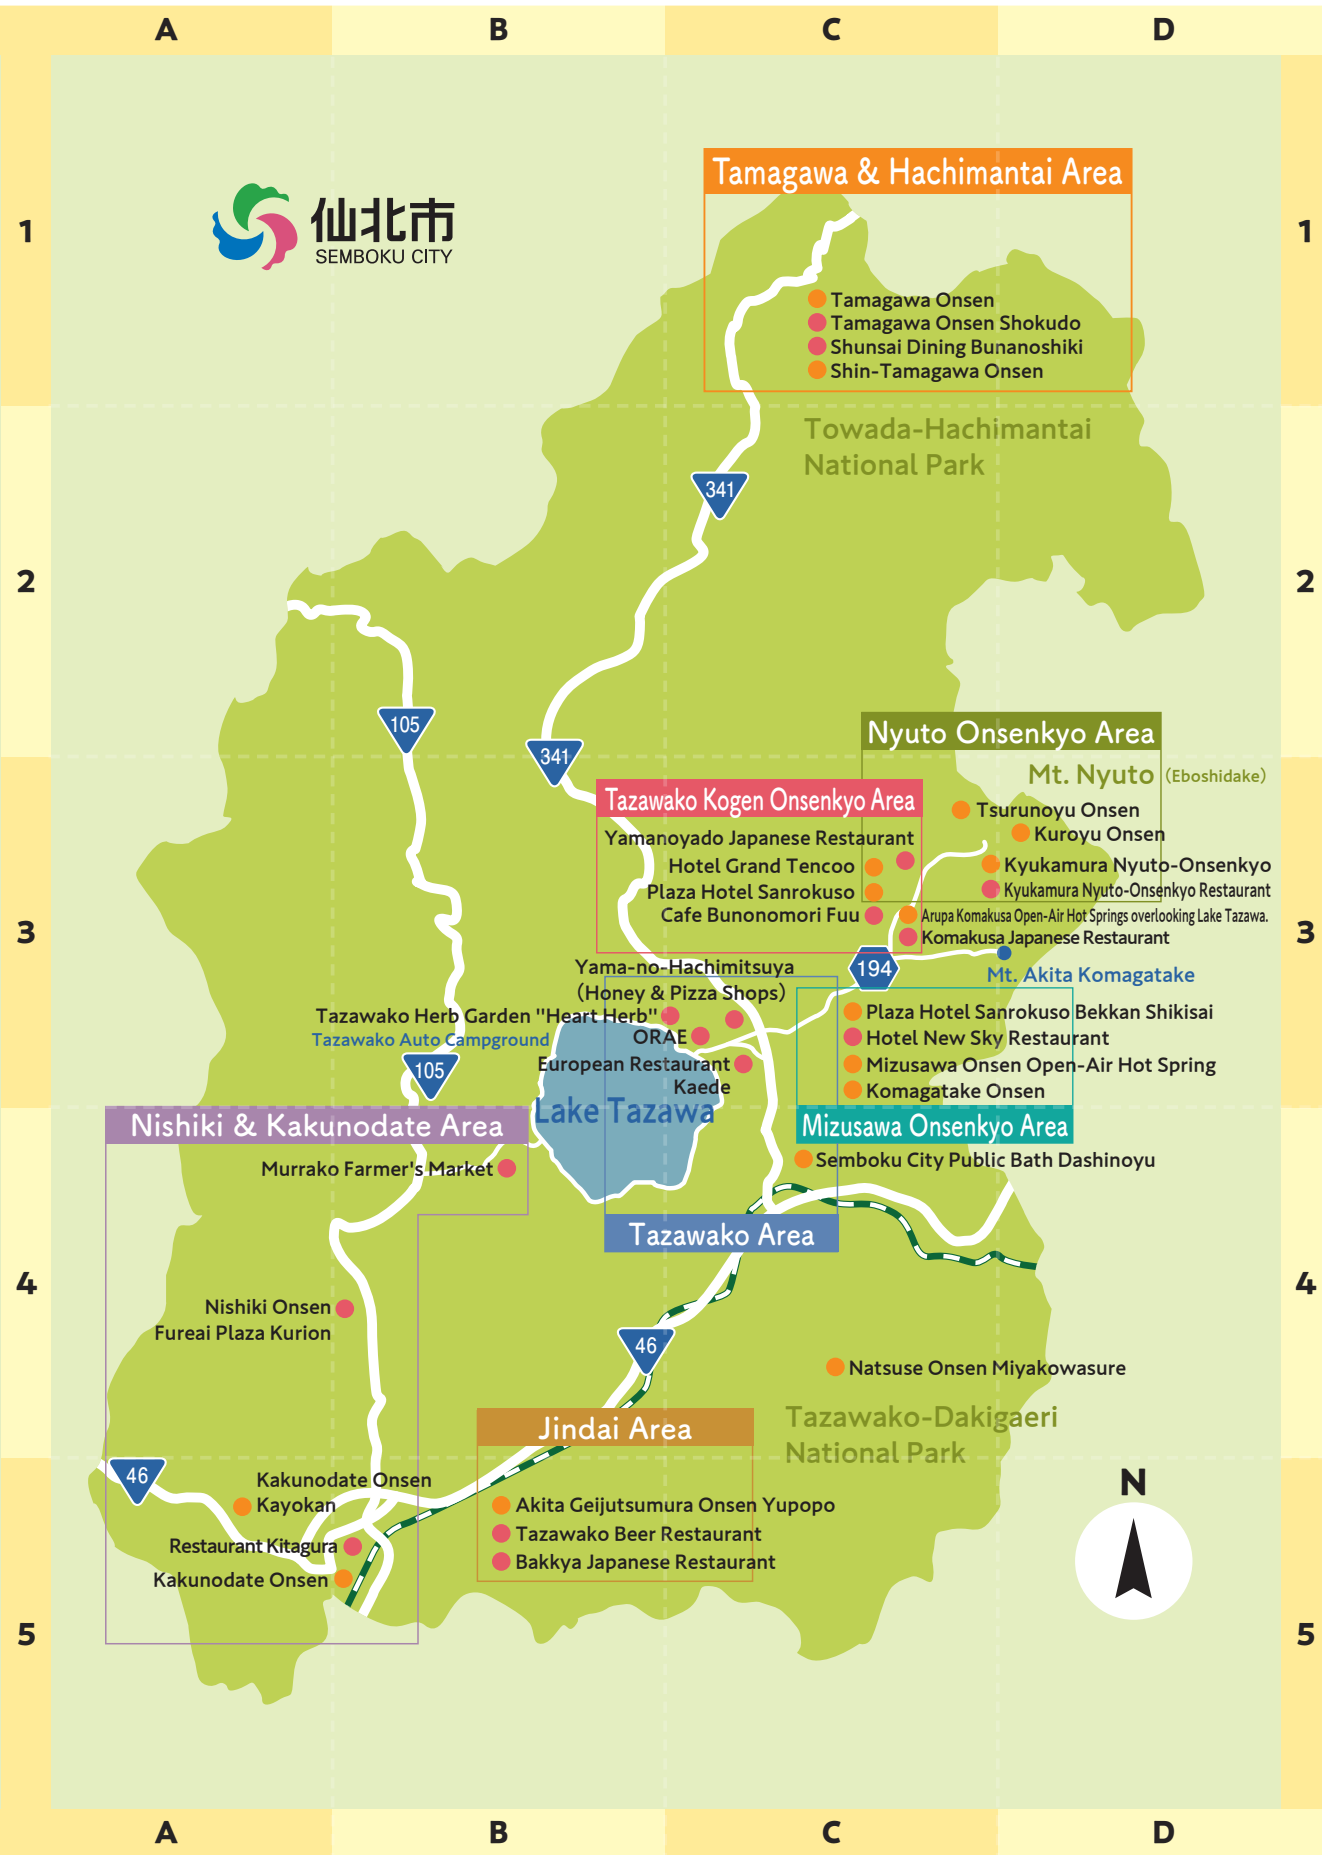 A B C D
Tamagawa & Hachimantai Area
仙北市
SEMBOKU CITY
1 1
Tamagawa Onsen
Tamagawa Onsen Shokudo
Shunsai Dining Bunanoshiki
Shin-Tamagawa Onsen
Towada-Hachimantai
National Park
341
2 2
105
Nyuto Onsenkyo Area
341
Mt. Nyuto (Eboshidake)
Tazawako Kogen Onsenkyo Area
Tsurunoyu Onsen
Kuroyu Onsen
Yamanoyado Japanese Restaurant
Hotel Grand Tencoo
Kyukamura Nyuto-Onsenkyo
Plaza Hotel Sanrokuso
Kyukamura Nyuto-Onsenkyo Restaurant
Cafe Bunonomori Fuu
Arupa Komakusa Open-Air Hot Springs overlooking Lake Tazawa.
3 3
Komakusa Japanese Restaurant
194
Mt. Akita Komagatake
Yama-no-Hachimitsuya
(Honey & Pizza Shops)
Tazawako Herb Garden "Heart Herb"
Plaza Hotel Sanrokuso Bekkan Shikisai
Tazawako Auto Campground
ORAE
Hotel New Sky Restaurant
105
European Restaurant
Kaede
Mizusawa Onsen Open-Air Hot Spring
Komagatake Onsen
Lake Tazawa
Nishiki & Kakunodate Area
Mizusawa Onsenkyo Area
Murrako Farmer's Market
Semboku City Public Bath Dashinoyu
Tazawako Area
4 4
Nishiki Onsen
Fureai Plaza Kurion
46
Natsuse Onsen Miyakowasure
Jindai Area
Tazawako-Dakigaeri
National Park
46
Kakunodate Onsen
Kayokan
N
Akita Geijutsumura Onsen Yupopo
Tazawako Beer Restaurant
Restaurant Kitagura
Bakkya Japanese Restaurant
Kakunodate Onsen
5 5
A B C D